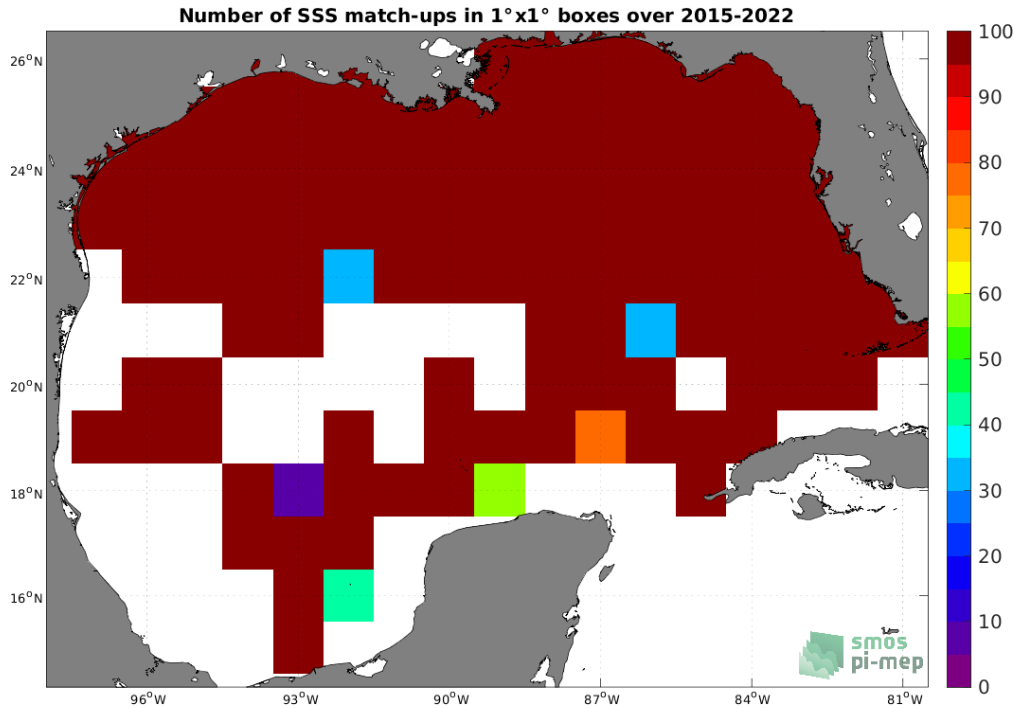 Number of SSS match-ups in 1°x1° boxes over 2015-2022
26°N
24°N
22°N
20°N
18°N
16°N
96°W
93°W
90°W
87°W
84°W
81°W
100
90
80
70
60
50
40
30
20
10
0
smos
pi-mep